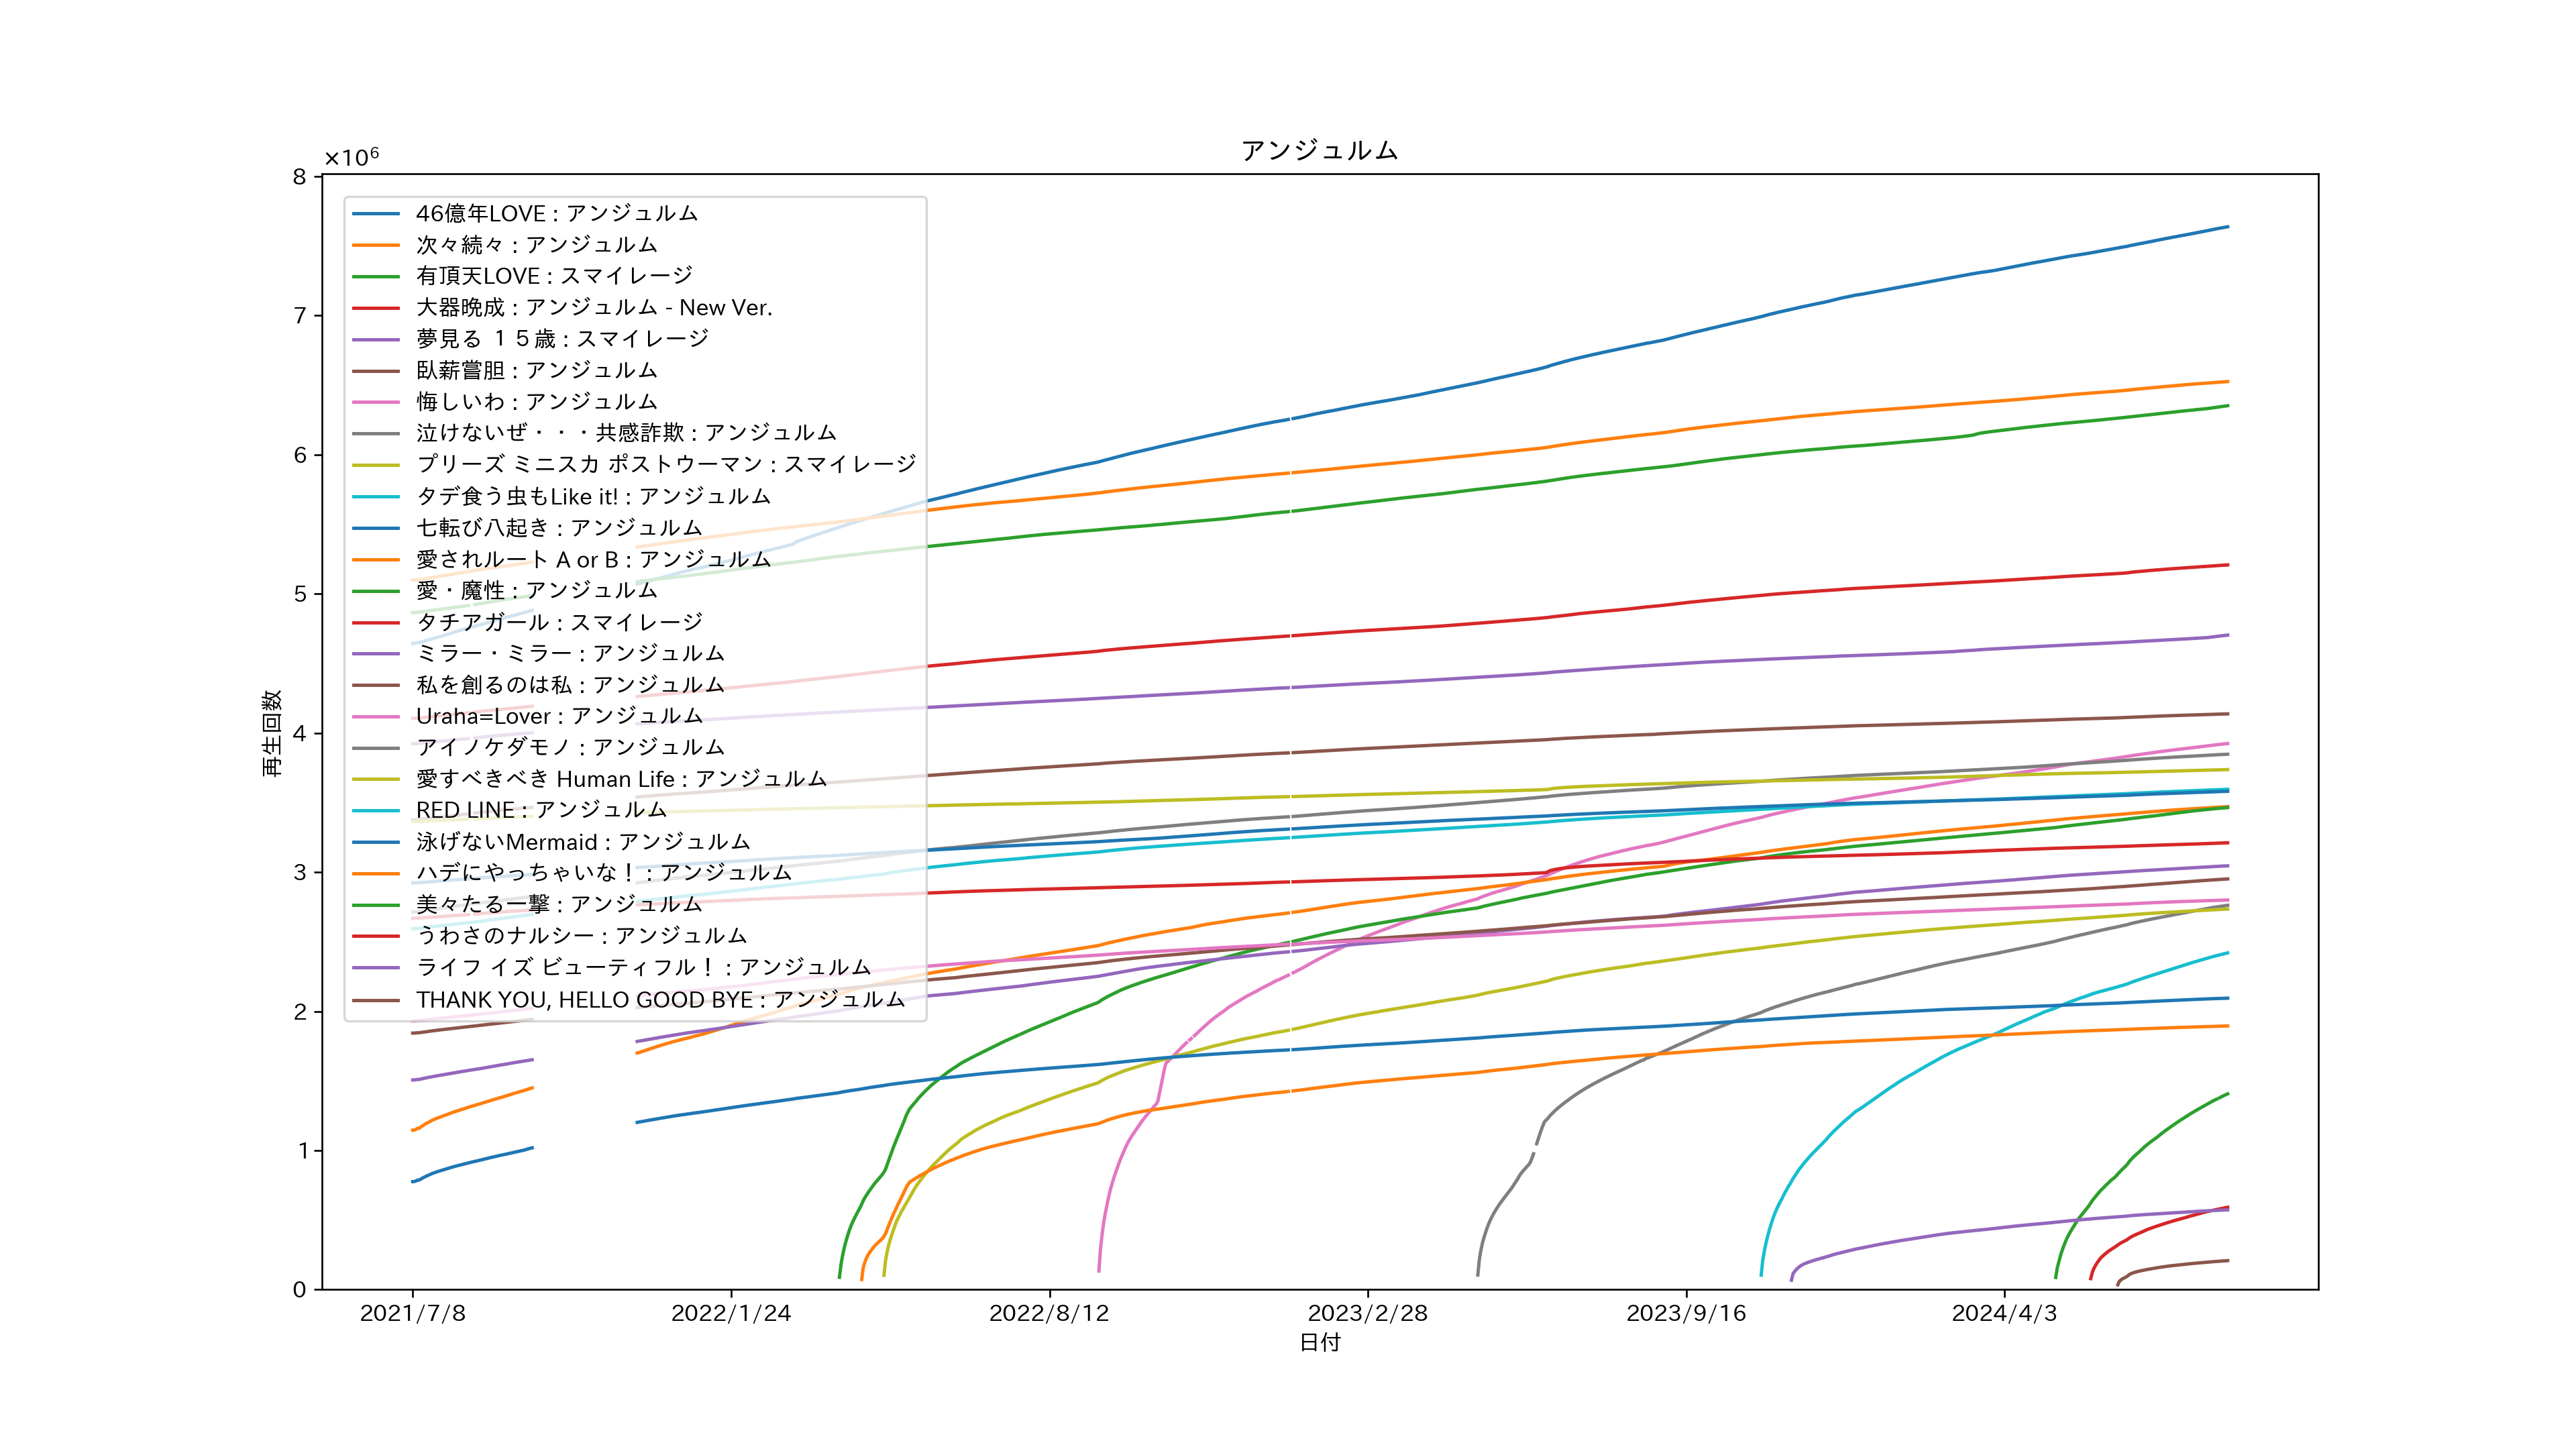 アンジュルム
×10⁶
8
7
6
5
4
3
2
1
0
再生回数
46億年LOVE : アンジュルム
次々続々 : アンジュルム
有頂天LOVE : スマイレージ
大器晩成 : アンジュルム - New Ver.
夢見る １５歳 : スマイレージ
臥薪嘗胆 : アンジュルム
悔しいわ : アンジュルム
泣けないぜ・・・共感詐欺 : アンジュルム
プリーズ ミニスカ ポストウーマン : スマイレージ
タデ食う虫もLike it! : アンジュルム
七転び八起き : アンジュルム
愛されルート A or B : アンジュルム
愛・魔性 : アンジュルム
タチアガール : スマイレージ
ミラー・ミラー : アンジュルム
私を創るのは私 : アンジュルム
Uraha=Lover : アンジュルム
アイノケダモノ : アンジュルム
愛すべきべき Human Life : アンジュルム
RED LINE : アンジュルム
泳げないMermaid : アンジュルム
ハデにやっちゃいな！ : アンジュルム
美々たる一撃 : アンジュルム
うわさのナルシー : アンジュルム
ライフ イズ ビューティフル！ : アンジュルム
THANK YOU, HELLO GOOD BYE : アンジュルム
2021/7/8 2022/1/24 2022/8/12 2023/2/28 2023/9/16 2024/4/3
日付